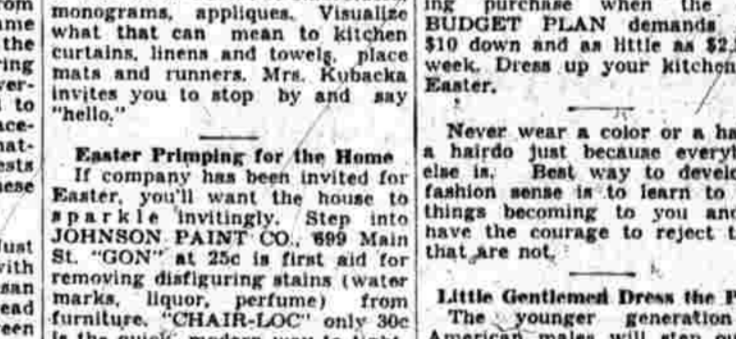 monograms, appliques. Visualize
what that can mean to kitchen
curtains, linens and towels, place
mats and runners. Mrs. Kubacka
invites you to stop by and say
"hello."
Easter Primping for the Home
If company has been invited for
Easter, you'll want the house to
sparkle invitingly. Step into
JOHNSON PAINT CO., 699 Main
St. "GON" at 25c is first aid for
removing disfiguring stains (water
marks, liquor, perfume) from
furniture. "CHAIR-LOC" only 30c
purchase when the
BUDGET PLAN demands
$10 down and as little as
week. Dress up your kitchen
Easter.
Never wear a color or a
a hairdo just because
else is. Best way to
fashion sense is to learn to
things becoming to you
have the courage to reject
that are not.
Little Gentlemen Dress the
The younger generation
American males will step